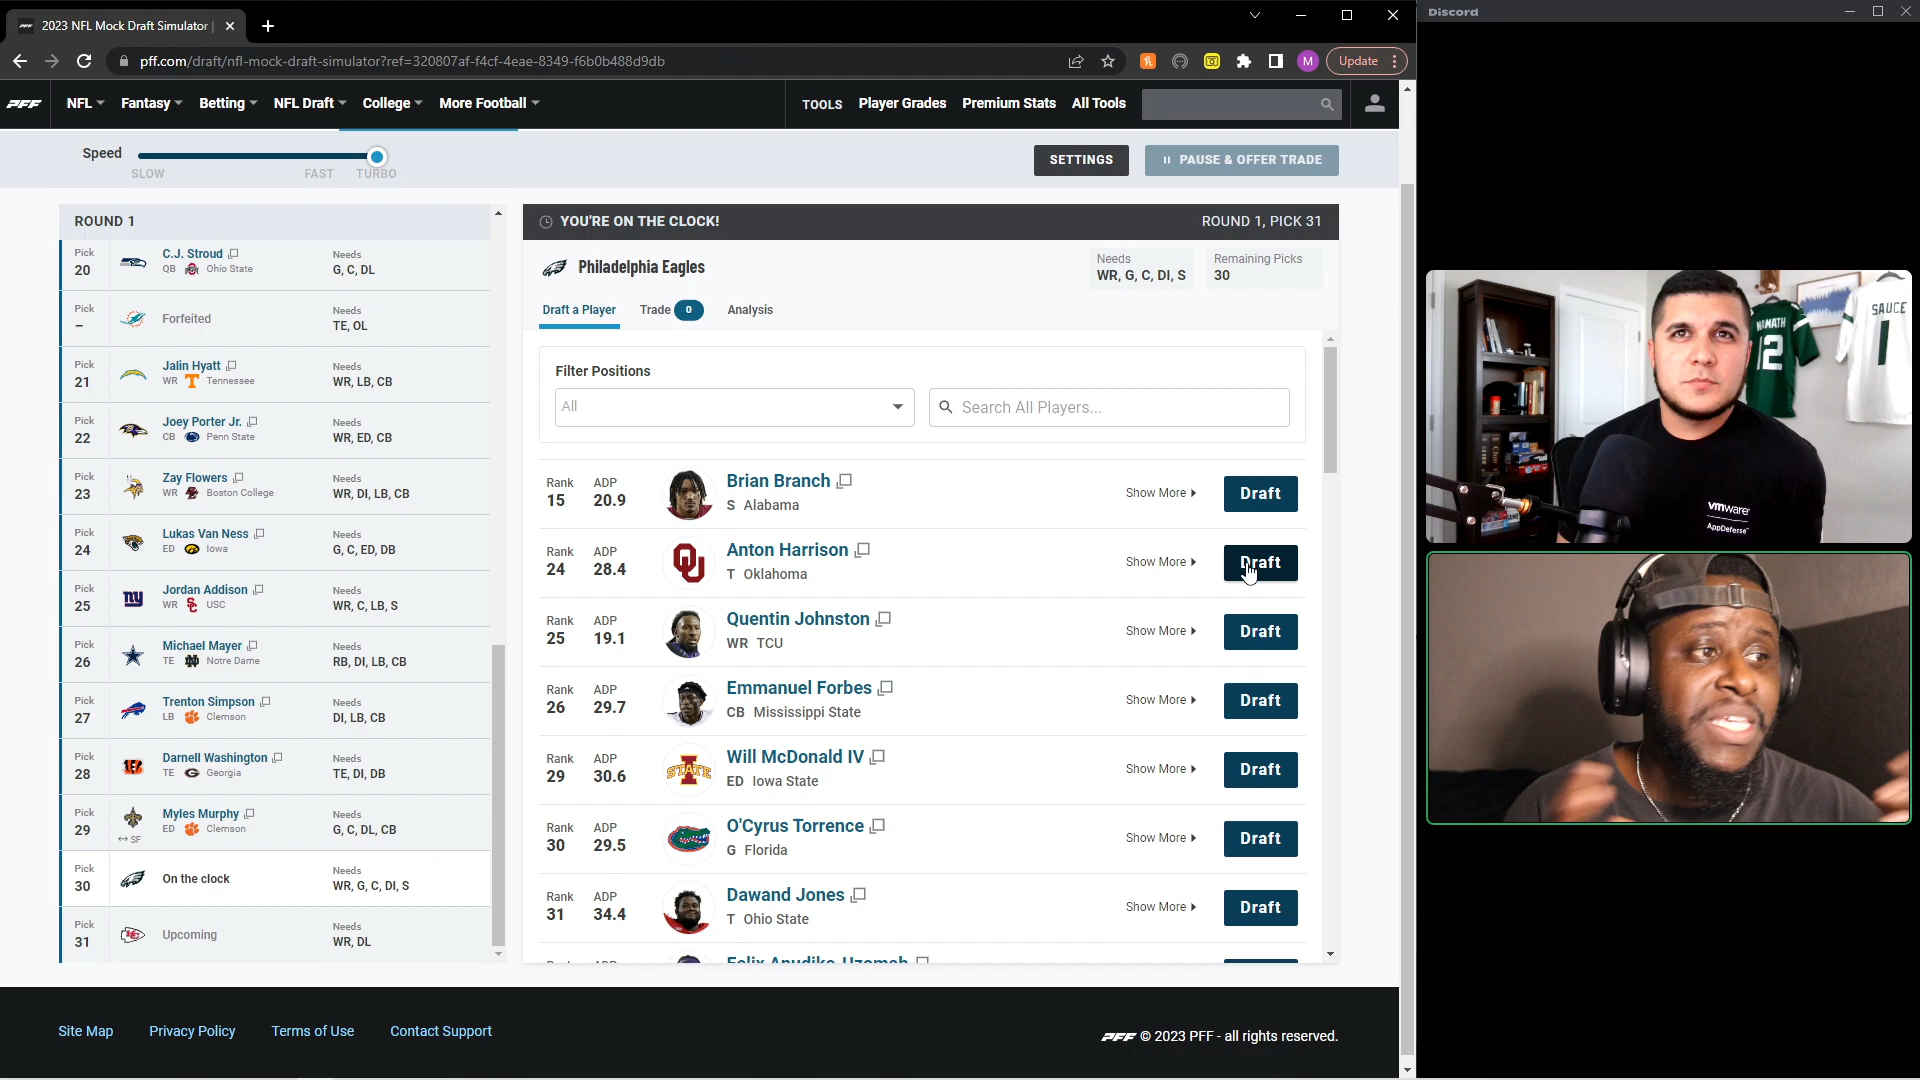 2023 NFL Mock Draft Simulator |
Discord
pff.com/draft/nfl-mock-draft-simulator?ref=320807af-f4cf-4eae-8349-f6b0b488d9db
M
Update
PFF
NFL
Fantasy
Betting
NFL Draft
College
More Football
TOOLS
Player Grades
Premium Stats
All Tools
Speed
SLOW
FAST
TURBO
SETTINGS
PAUSE & OFFER TRADE
ROUND 1
Pick 20
C.J. Stroud
QB Ohio State
Needs
G, C, DL
Pick –
Forfeited
Needs
TE, OL
Pick 21
Jalin Hyatt
WR Tennessee
Needs
WR, LB, CB
Pick 22
Joey Porter Jr.
CB Penn State
Needs
WR, ED, CB
Pick 23
Zay Flowers
WR Boston College
Needs
WR, DI, LB, CB
Pick 24
Lukas Van Ness
ED Iowa
Needs
G, C, ED, DB
Pick 25
Jordan Addison
WR USC
Needs
WR, C, LB, S
Pick 26
Michael Mayer
TE Notre Dame
Needs
RB, DI, LB, CB
Pick 27
Trenton Simpson
LB Clemson
Needs
DI, LB, CB
Pick 28
Darnell Washington
TE Georgia
Needs
TE, DI, DB
Pick 29
SF
Myles Murphy
ED Clemson
Needs
G, C, DL, CB
Pick 30
On the clock
Needs
WR, G, C, DI, S
Pick 31
Upcoming
Needs
WR, DL
YOU'RE ON THE CLOCK!
ROUND 1, PICK 31
Philadelphia Eagles
Needs
WR, G, C, DI, S
Remaining Picks
30
Draft a Player
Trade 0
Analysis
Filter Positions
All
Search All Players...
Rank 15
ADP 20.9
Brian Branch
S Alabama
Show More
Draft
Rank 24
ADP 28.4
Anton Harrison
T Oklahoma
Show More
Draft
Rank 25
ADP 19.1
Quentin Johnston
WR TCU
Show More
Draft
Rank 26
ADP 29.7
Emmanuel Forbes
CB Mississippi State
Show More
Draft
Rank 29
ADP 30.6
STATE
Will McDonald IV
ED Iowa State
Show More
Draft
Rank 30
ADP 29.5
O'Cyrus Torrence
G Florida
Show More
Draft
Rank 31
ADP 34.4
Dawand Jones
T Ohio State
Show More
Draft
Felix Anudike-Uzomah
Site Map
Privacy Policy
Terms of Use
Contact Support
PFF © 2023 PFF - all rights reserved.
NAMATH
12
SAUCE
1
vmware
AppDefense